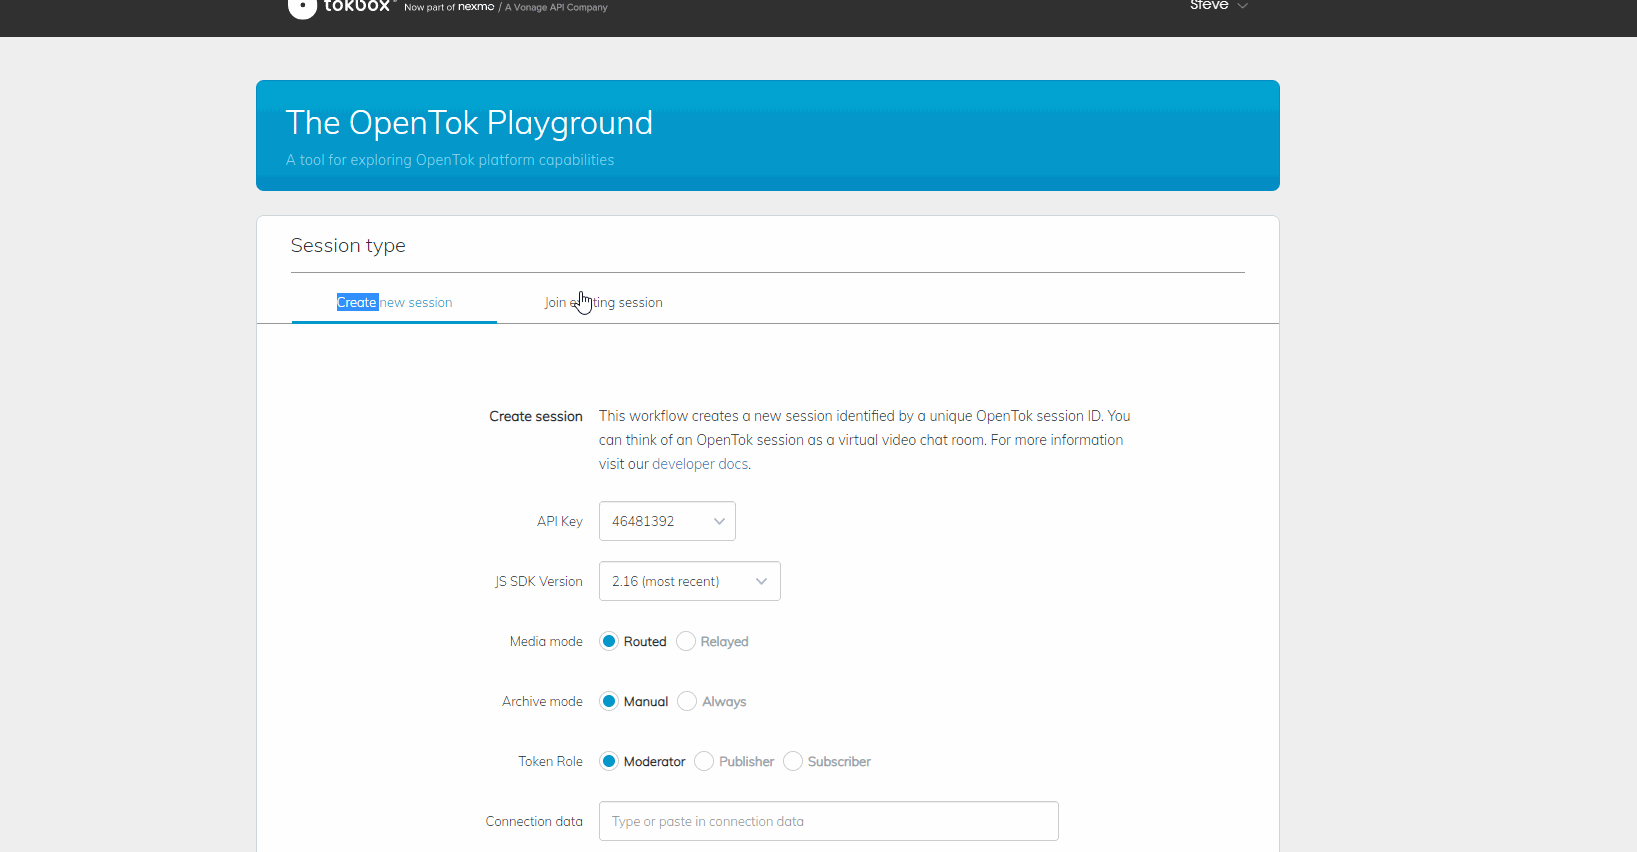 tokbox Now part of nexmo / A Vonage API Company
Steve
The OpenTok Playground
A tool for exploring OpenTok platform capabilities
Session type
Create new session
Join existing session
Create session
This workflow creates a new session identified by a unique OpenTok session ID. You
can think of an OpenTok session as a virtual video chat room. For more information
visit our developer docs.
API Key
46481392
JS SDK Version
2.16 (most recent)
Media mode
Routed Relayed
Archive mode
Manual Always
Token Role
Moderator Publisher Subscriber
Connection data
Type or paste in connection data